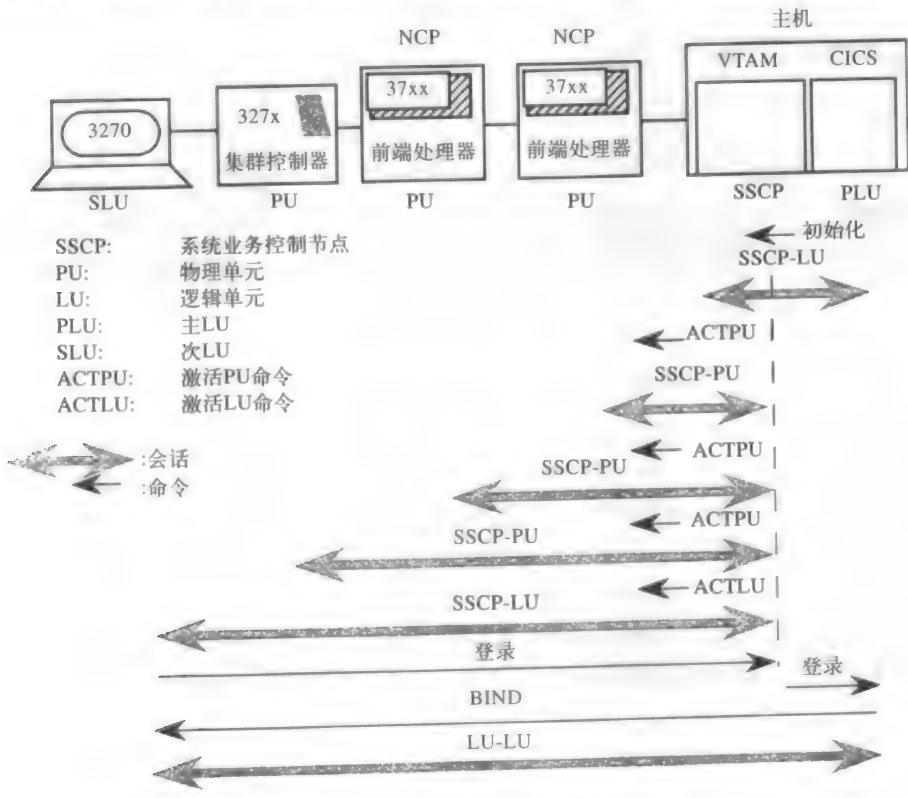 主机
NCP NCP
VTAM CICS
3270
327x
37xx
37xx
集群控制器
前端处理器
前端处理器
SLU PU PU PU SSCP PLU
初始化
SSCP-LU
SSCP: 系统业务控制节点
PU: 物理单元
LU: 逻辑单元
PLU: 主LU
SLU: 次LU
ACTPU: 激活PU命令
ACTLU: 激活LU命令
:会话
:命令
ACTPU
SSCP-PU
ACTPU
SSCP-PU
ACTPU
SSCP-PU
ACTLU
SSCP-LU
登录
登录
BIND
LU-LU